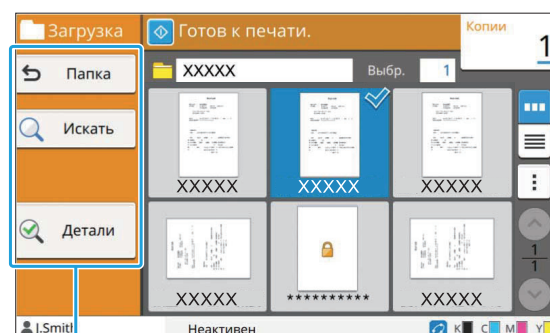 Загрузка
Готов к печати.
Копии
1
Папка
XXXXX
Выбр.
1
Искать
XXXXX
XXXXX
XXXXX
Детали
1
1
XXXXX
**********
XXXXX
J.Smith
Неактивен
K C M Y